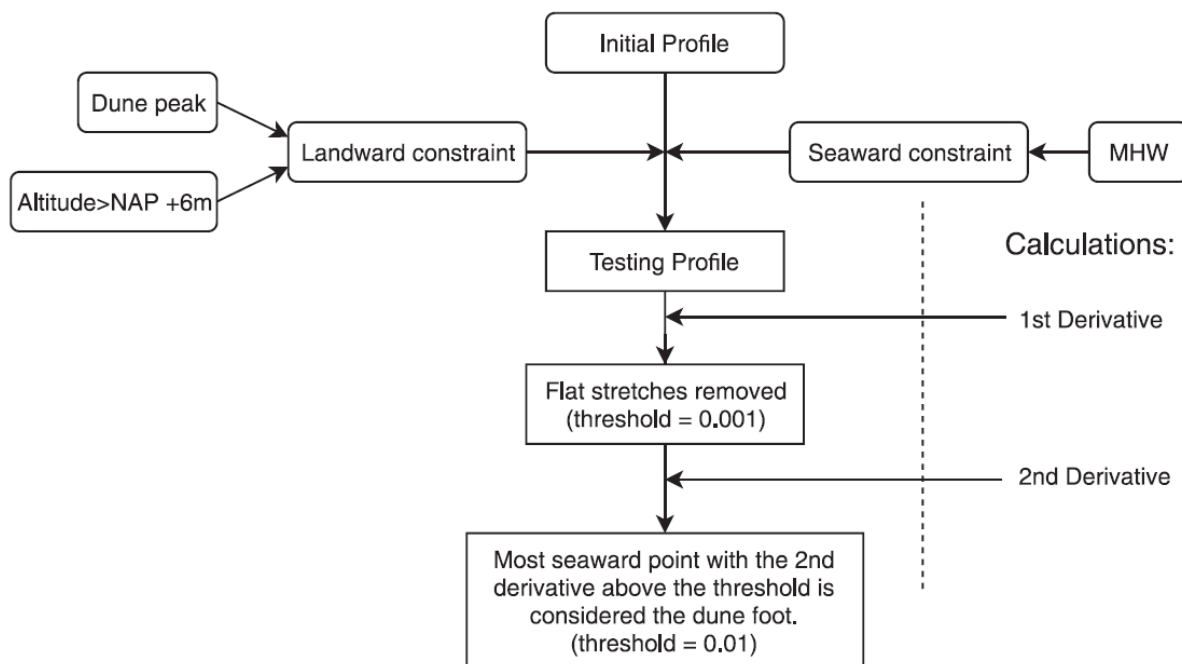 Initial Profile
Dune peak
Landward constraint
Seaward constraint
MHW
Altitude>NAP +6m
Testing Profile
Calculations:
1st Derivative
Flat stretches removed
(threshold = 0.001)
2nd Derivative
Most seaward point with the 2nd
derivative above the threshold is
considered the dune foot.
(threshold = 0.01)